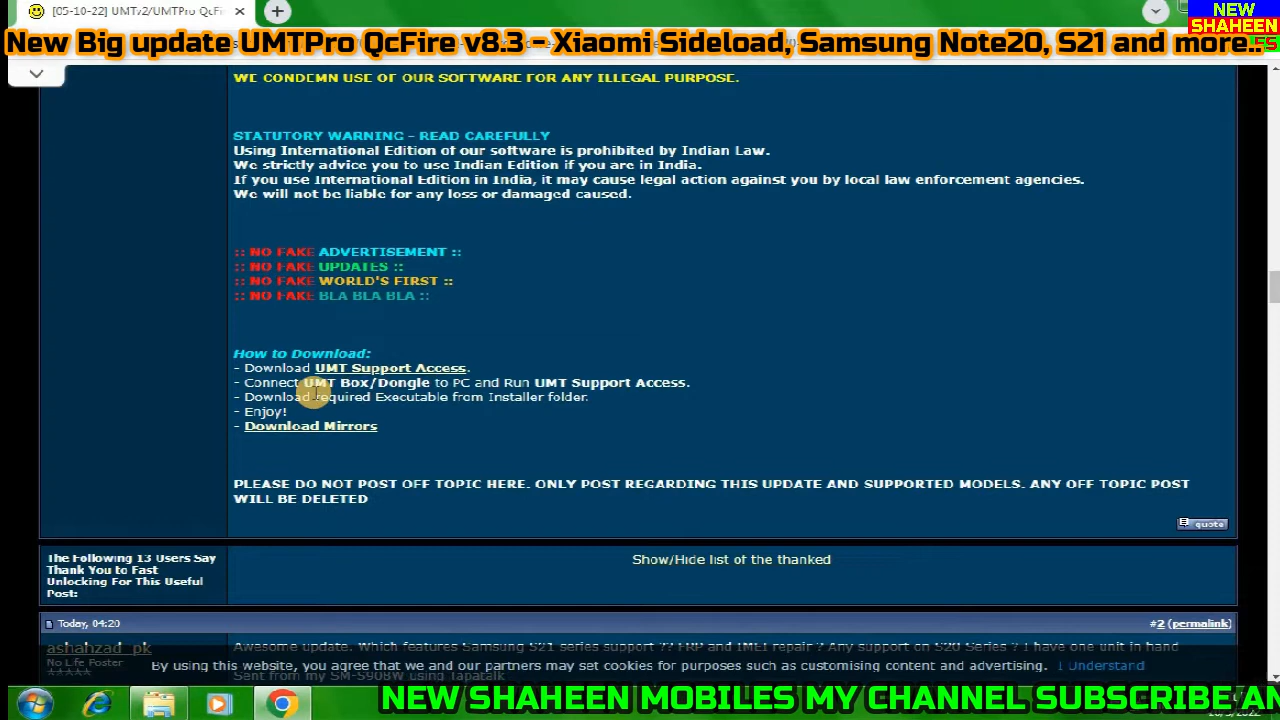 [05-10-22] UMTv2/UMTPro QcFi
NEW
SHAHEEN
New Big update UMTPro QcFire v8.3 - Xiaomi Sideload, Samsung Note20, S21 and more..
WE CONDEMN USE OF OUR SOFTWARE FOR ANY ILLEGAL PURPOSE.
STATUTORY WARNING - READ CAREFULLY
Using International Edition of our software is prohibited by Indian Law.
We strictly advice you to use Indian Edition if you are in India.
If you use International Edition in India, it may cause legal action against you by local law enforcement agencies.
We will not be liable for any loss or damaged caused.
:: NO FAKE ADVERTISEMENT ::
:: NO FAKE UPDATES ::
:: NO FAKE WORLD'S FIRST ::
:: NO FAKE BLA BLA BLA ::
How to Download:
- Download UMT Support Access.
- Connect UMT Box/Dongle to PC and Run UMT Support Access.
- Download required Executable from Installer folder.
- Enjoy!
- Download Mirrors
PLEASE DO NOT POST OFF TOPIC HERE. ONLY POST REGARDING THIS UPDATE AND SUPPORTED MODELS. ANY OFF TOPIC POST
WILL BE DELETED
quote
The Following 13 Users Say
Thank You to Fast
Unlocking For This Useful
Post:
Show/Hide list of the thanked
Today, 04:20
#2 (permalink)
ashahzad_pk
No Life Poster
Awesome update. Which features Samsung S21 series support ?? FRP and IMEI repair ? Any support on S20 Series ? I have one unit in hand
By using this website, you agree that we and our partners may set cookies for purposes such as customising content and advertising. I Understand
Sent from my SM-S908W using Tapatalk
NEW SHAHEEN MOBILES MY CHANNEL SUBSCRIBE AN